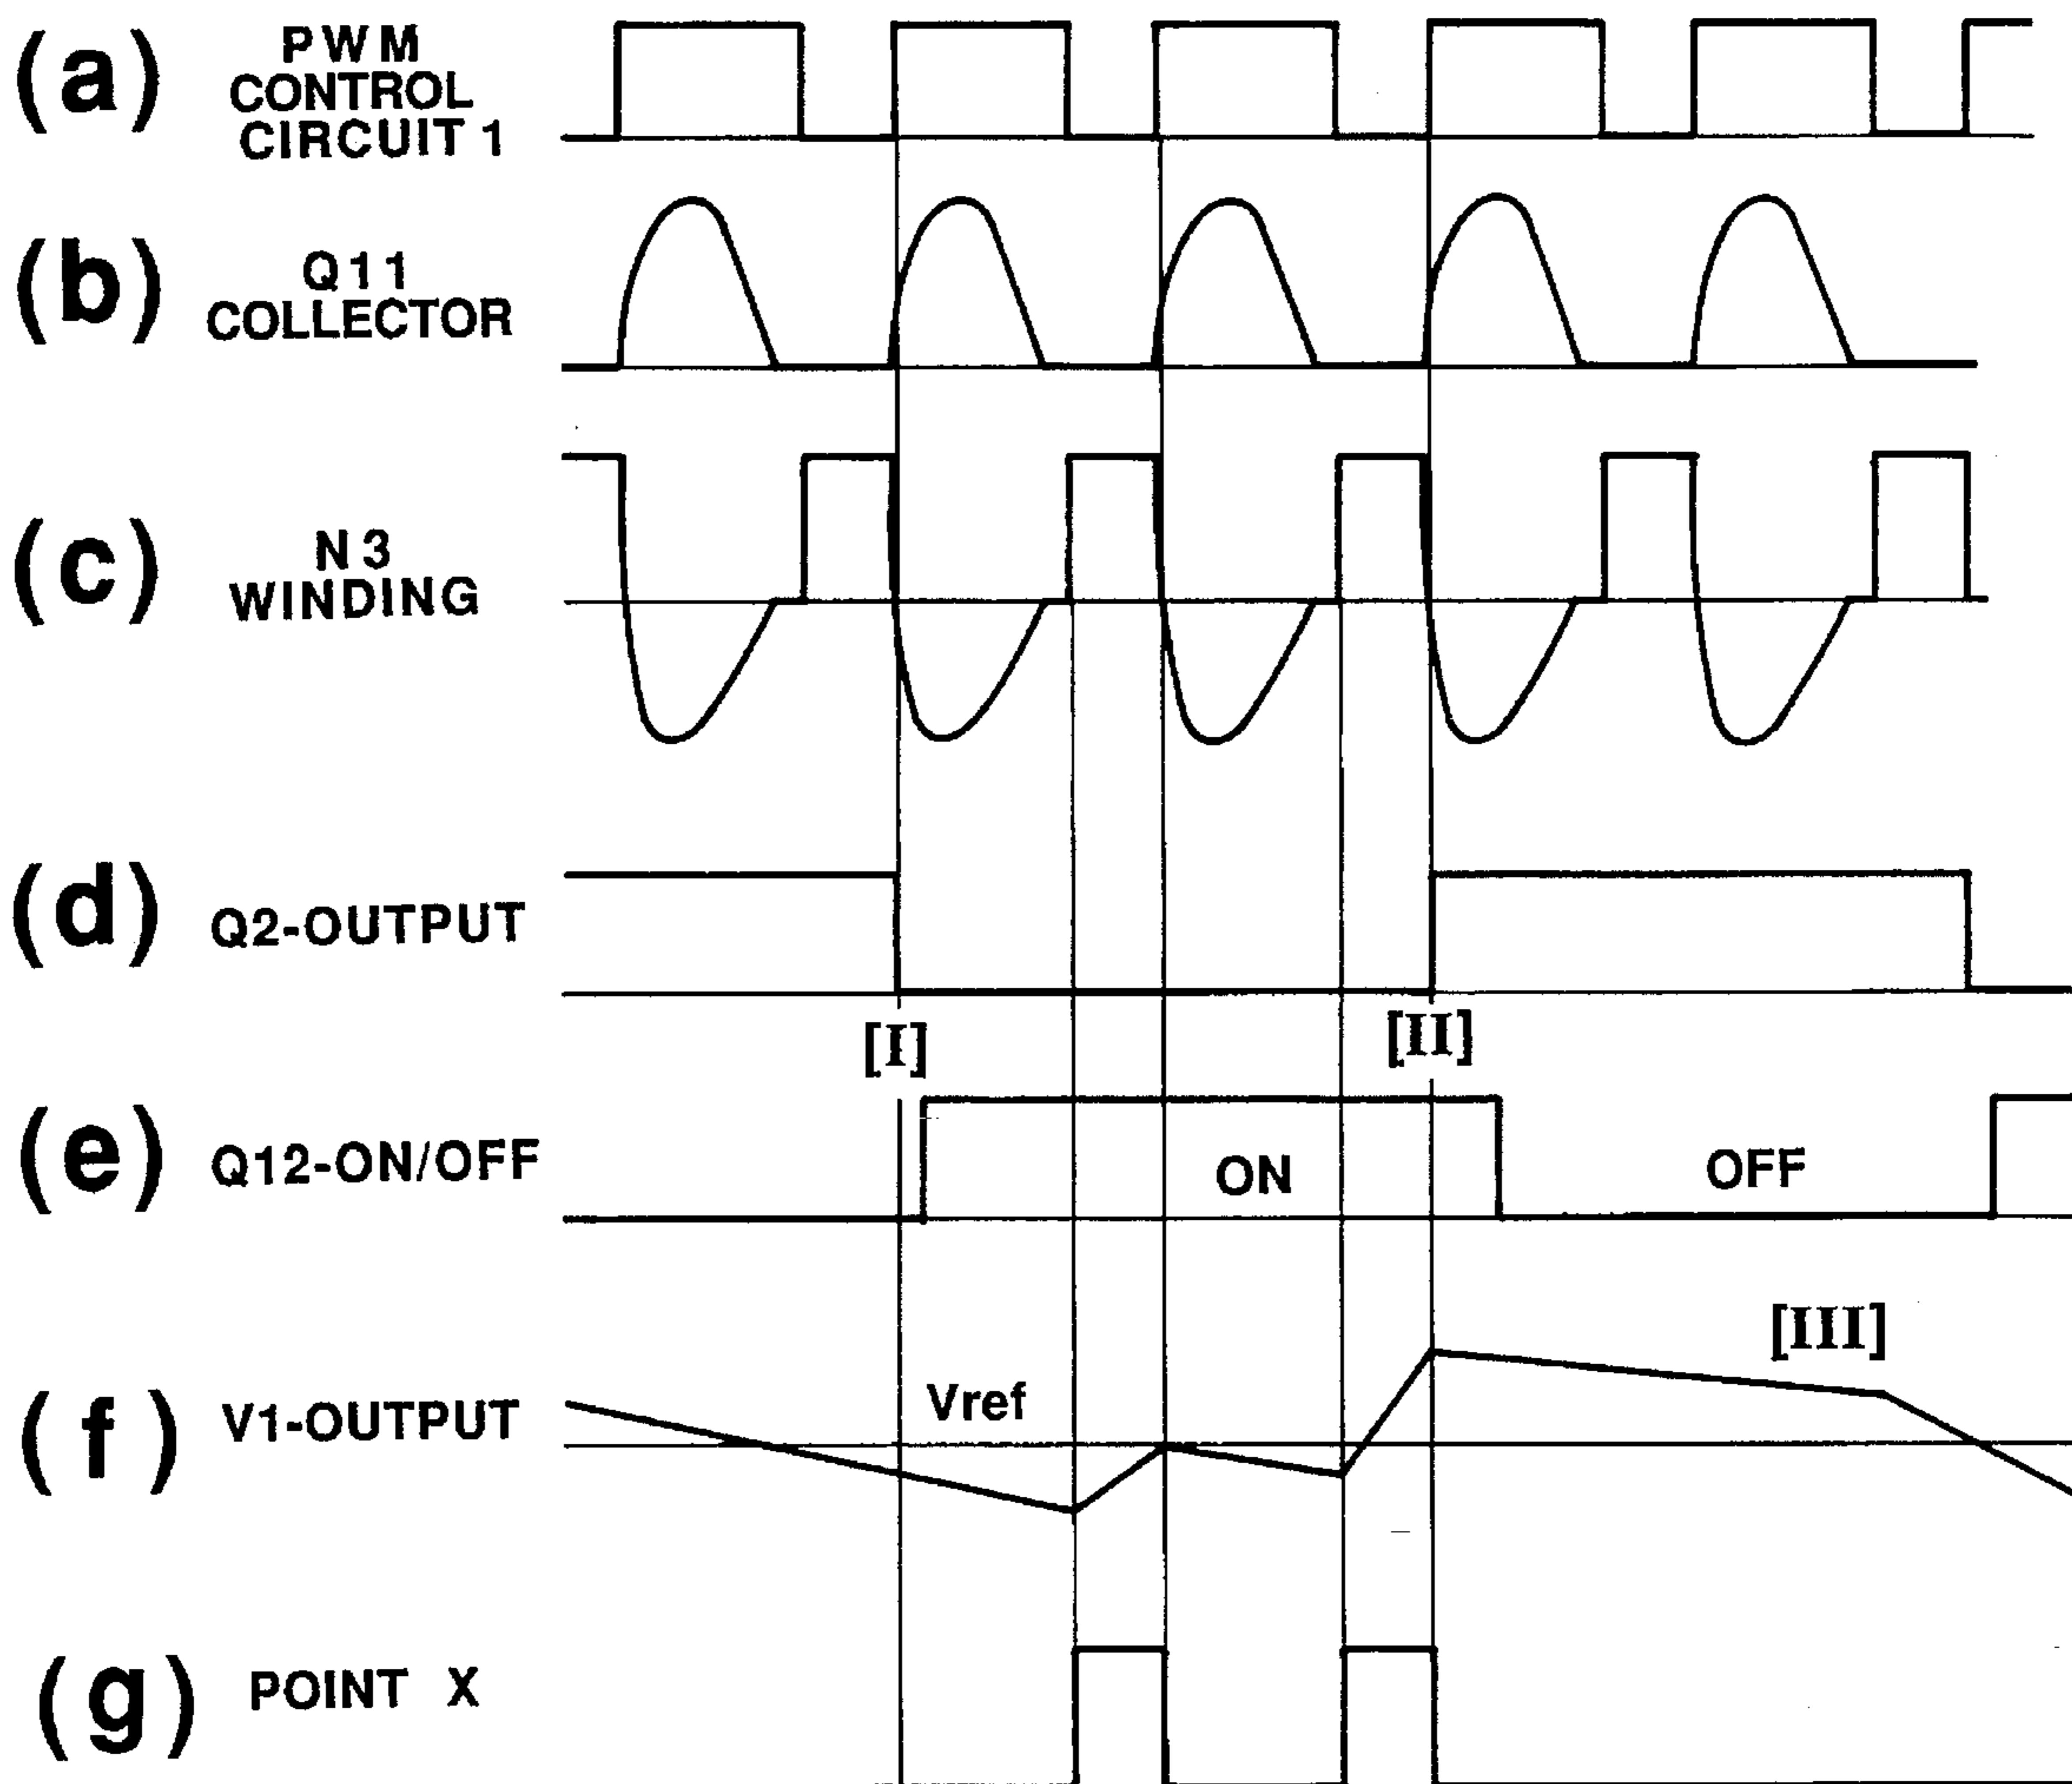 (a) PWM
CONTROL
CIRCUIT 1
(b) Q11
COLLECTOR
(c) N3
WINDING
(d) Q2-OUTPUT
[I]
[II]
(e) Q12-ON/OFF
ON
OFF
[III]
Vref
(f) V1-OUTPUT
(g) POINT X